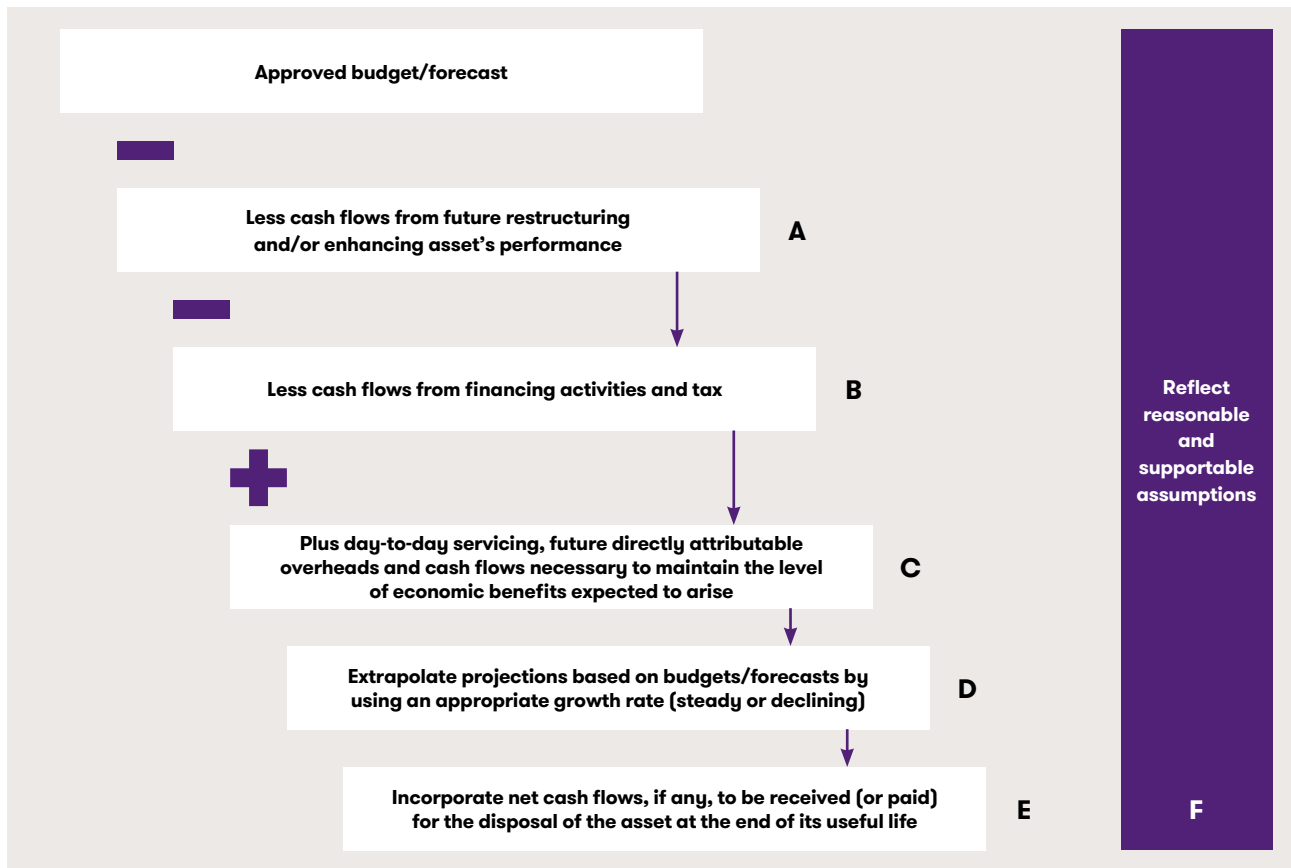 Approved budget/forecast
Less cash flows from future restructuring
and/or enhancing asset's performance
A
Less cash flows from financing activities and tax
B
Plus day-to-day servicing, future directly attributable
overheads and cash flows necessary to maintain the level
of economic benefits expected to arise
C
Extrapolate projections based on budgets/forecasts by
using an appropriate growth rate (steady or declining)
D
Incorporate net cash flows, if any, to be received (or paid)
for the disposal of the asset at the end of its useful life
E
Reflect
reasonable
and
supportable
assumptions
F